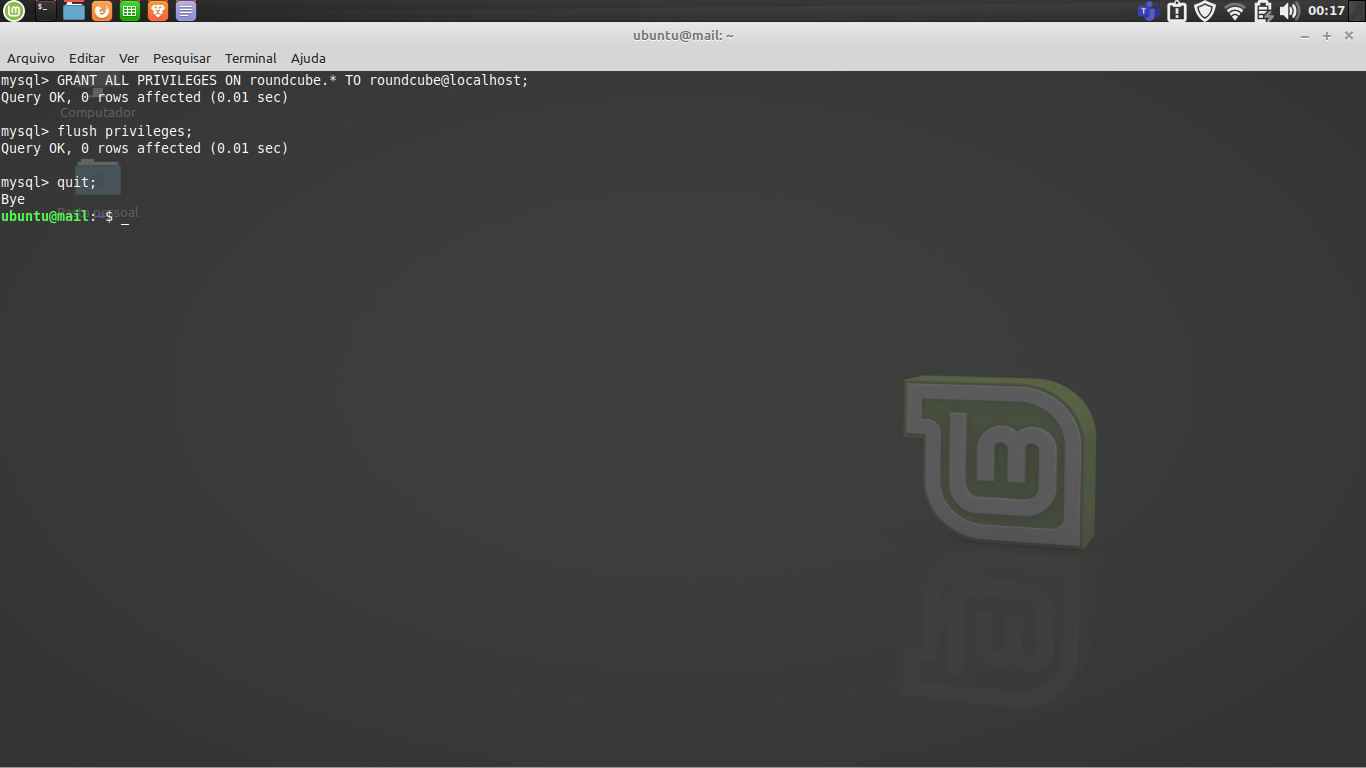 00:17
ubuntu@mail: ~
Arquivo Editar Ver Pesquisar Terminal Ajuda
mysql> GRANT ALL PRIVILEGES ON roundcube.* TO roundcube@localhost;
Query OK, 0 rows affected (0.01 sec)
Computador
mysql> flush privileges;
Query OK, 0 rows affected (0.01 sec)
mysql> quit;
Bye
ubuntu@mail:~$ _
Pasta pessoal